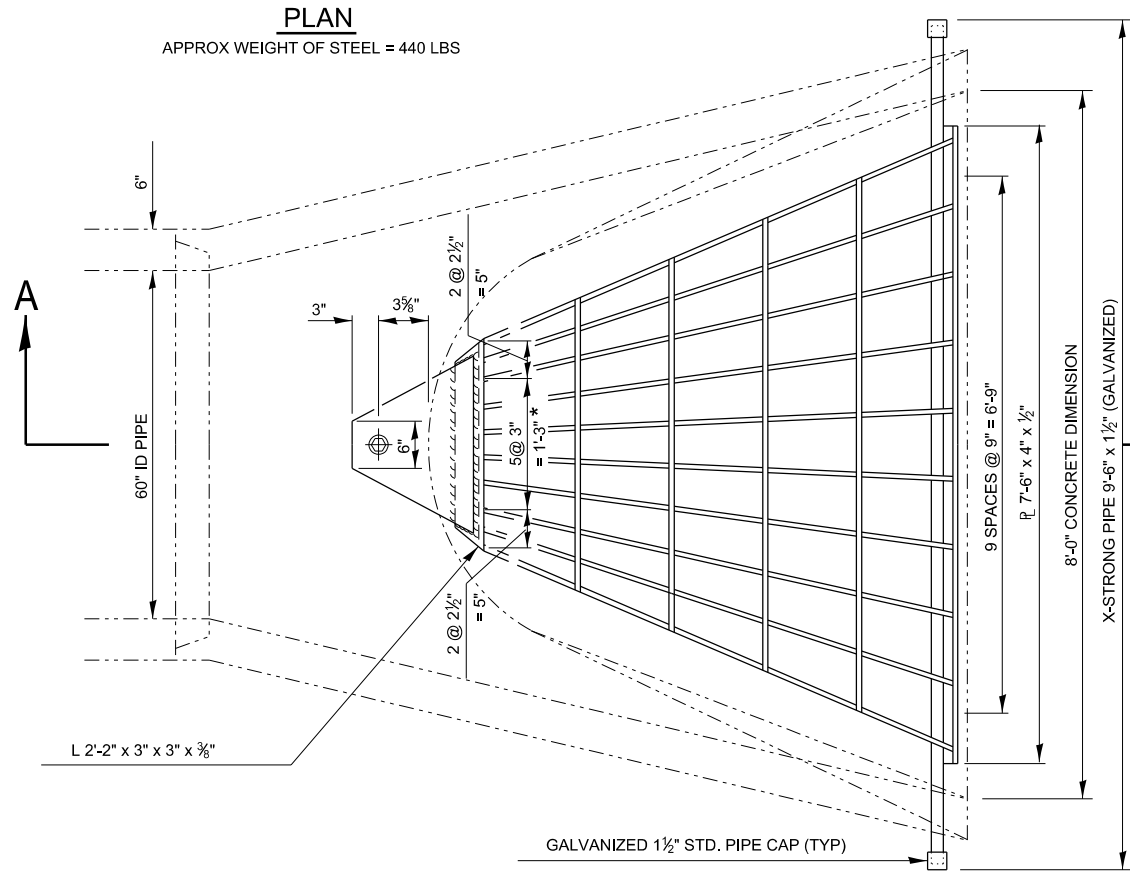 PLAN
APPROX WEIGHT OF STEEL = 440 LBS
6"
A
60" ID PIPE
3"
3⅝"
6"
2 @ 2½"
= 5"
5@ 3"
= 1'-3" *
2 @ 2½"
= 5"
9 SPACES @ 9" = 6'-9"
PL 7'-6" x 4" x ½"
8'-0" CONCRETE DIMENSION
X-STRONG PIPE 9'-6" x 1½" (GALVANIZED)
L 2'-2" x 3" x 3" x ⅜"
GALVANIZED 1½" STD. PIPE CAP (TYP)